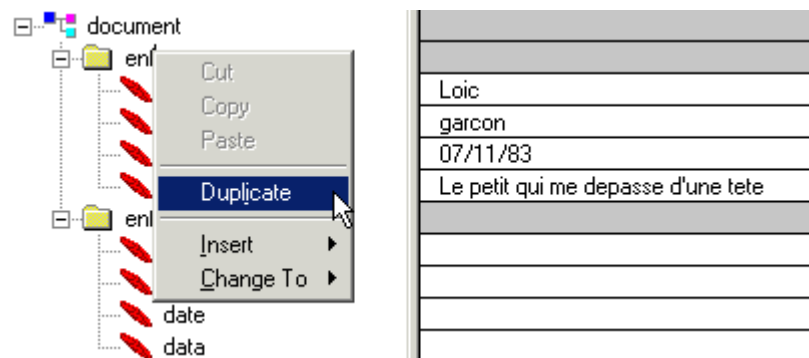 document
Cut
Copy
Paste
Duplicate
Insert
Change To
date
data
Loic
garcon
07/11/83
Le petit qui me depasse d'une tete